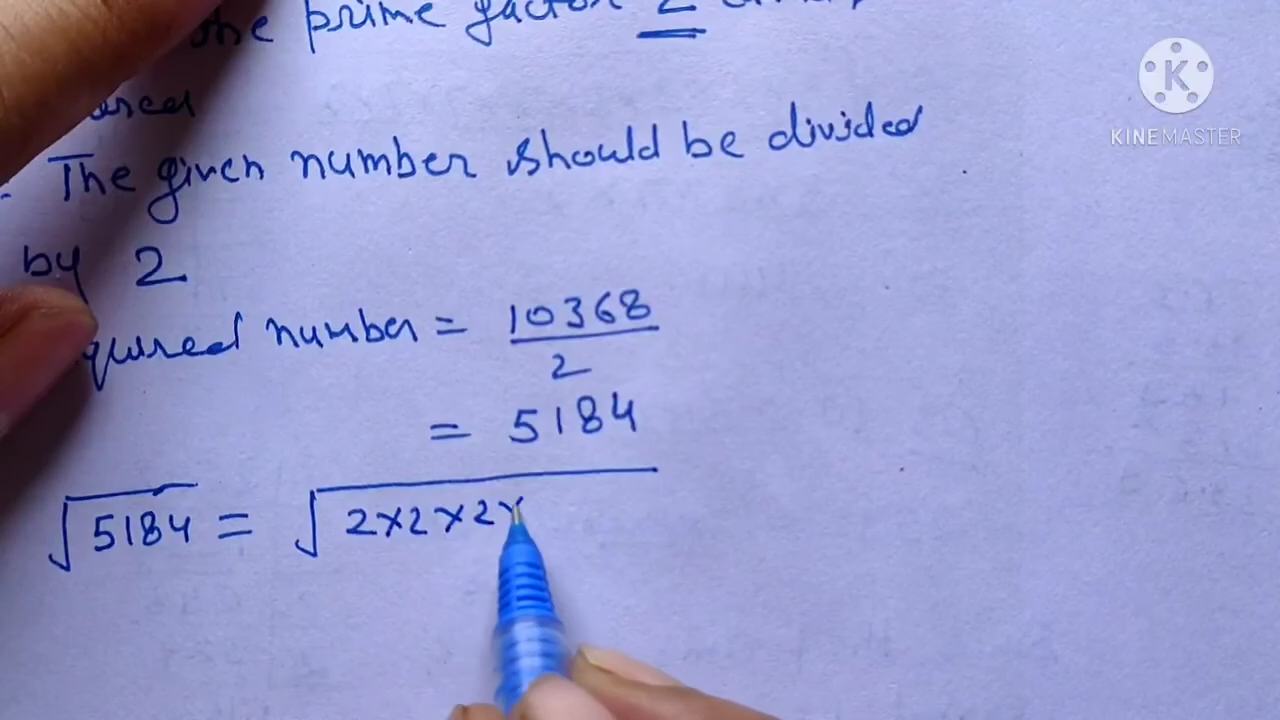 the prime factor 2
KINEMASTER
The given number should be divided
by 2
number = 10368
2
= 5184
√5184 = √2×2×2×